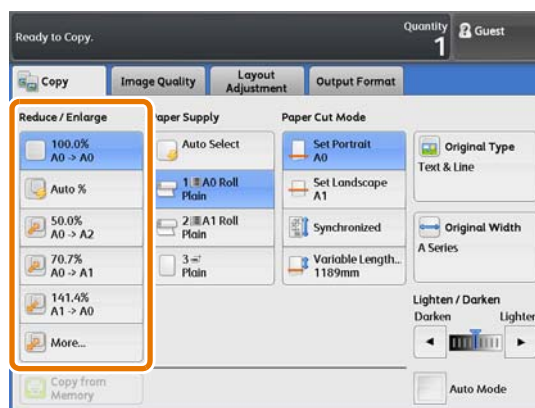 Ready to Copy.
Quantity
1
Guest
Copy
Image Quality
Layout
Adjustment
Output Format
Reduce / Enlarge
Paper Supply
Paper Cut Mode
100.0%
A0 -> A0
Auto %
50.0%
A0 -> A2
70.7%
A0 -> A1
141.4%
A1 -> A0
More...
Auto Select
1 A0 Roll
Plain
2 A1 Roll
Plain
3
Plain
Set Portrait
A0
Set Landscape
A1
Synchronized
Variable Length..
1189mm
Original Type
Text & Line
Original Width
A Series
Lighten / Darken
Darken Lighten
Auto Mode
Copy from
Memory